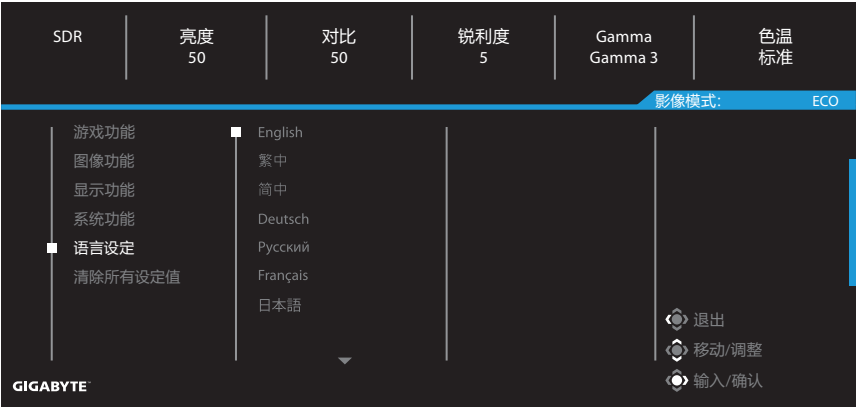 SDR
亮度
50
对比
50
锐利度
5
Gamma
Gamma 3
色温
标准
影像模式: ECO
游戏功能
图像功能
显示功能
系统功能
语言设定
清除所有设定值
English
繁中
简中
Deutsch
Русский
Français
日本語
退出
移动/调整
输入/确认
GIGABYTE™